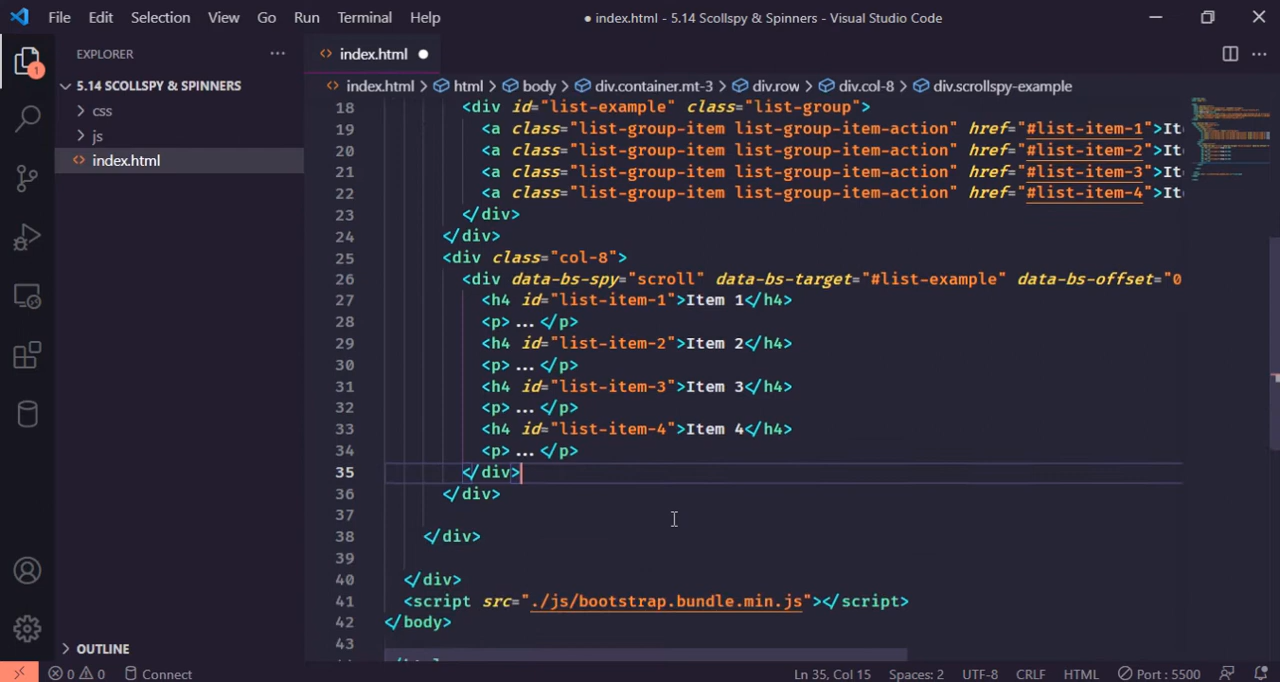 File Edit Selection View Go Run Terminal Help ● index.html - 5.14 Scollspy & Spinners - Visual Studio Code
EXPLORER ··· <> index.html ●
1
5.14 SCOLLSPY & SPINNERS
css
js
<> index.html
<> index.html > html > body > div.container.mt-3 > div.row > div.col-8 > div.scrollspy-example
18 <div id="list-example" class="list-group">
19 <a class="list-group-item list-group-item-action" href="#list-item-1">It
20 <a class="list-group-item list-group-item-action" href="#list-item-2">It
21 <a class="list-group-item list-group-item-action" href="#list-item-3">It
22 <a class="list-group-item list-group-item-action" href="#list-item-4">It
23 </div>
24 </div>
25 <div class="col-8">
26 <div data-bs-spy="scroll" data-bs-target="#list-example" data-bs-offset="0
27 <h4 id="list-item-1">Item 1</h4>
28 <p>...</p>
29 <h4 id="list-item-2">Item 2</h4>
30 <p>...</p>
31 <h4 id="list-item-3">Item 3</h4>
32 <p>...</p>
33 <h4 id="list-item-4">Item 4</h4>
34 <p>...</p>
35 </div>
36 </div>
37
38 </div>
39
40 </div>
41 <script src="./js/bootstrap.bundle.min.js"></script>
42 </body>
43
OUTLINE
0 0 Connect Ln 35, Col 15 Spaces: 2 UTF-8 CRLF HTML Port : 5500